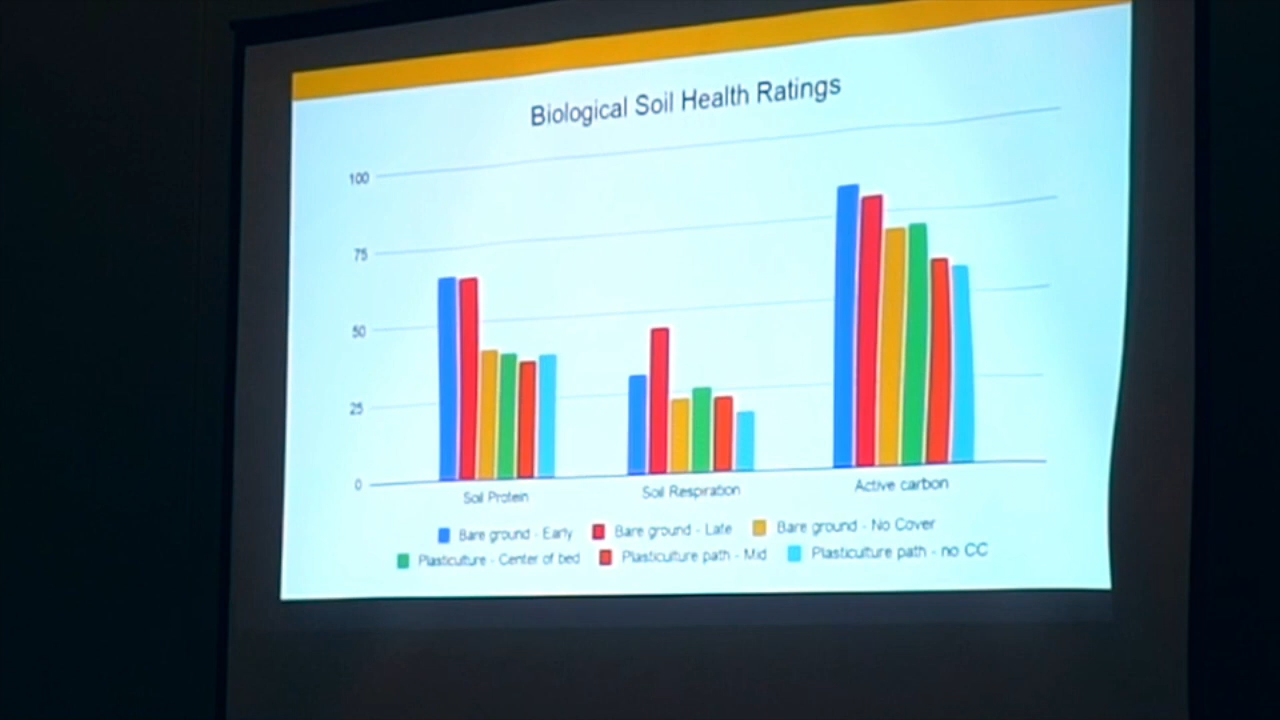 Biological Soil Health Ratings
100
75
50
25
0
Soil Protein
Soil Respiration
Active carbon
Bare ground - Early
Bare ground - Late
Bare ground - No Cover
Plasticulture - Center of bed
Plasticulture path - Mid
Plasticulture path - no CC